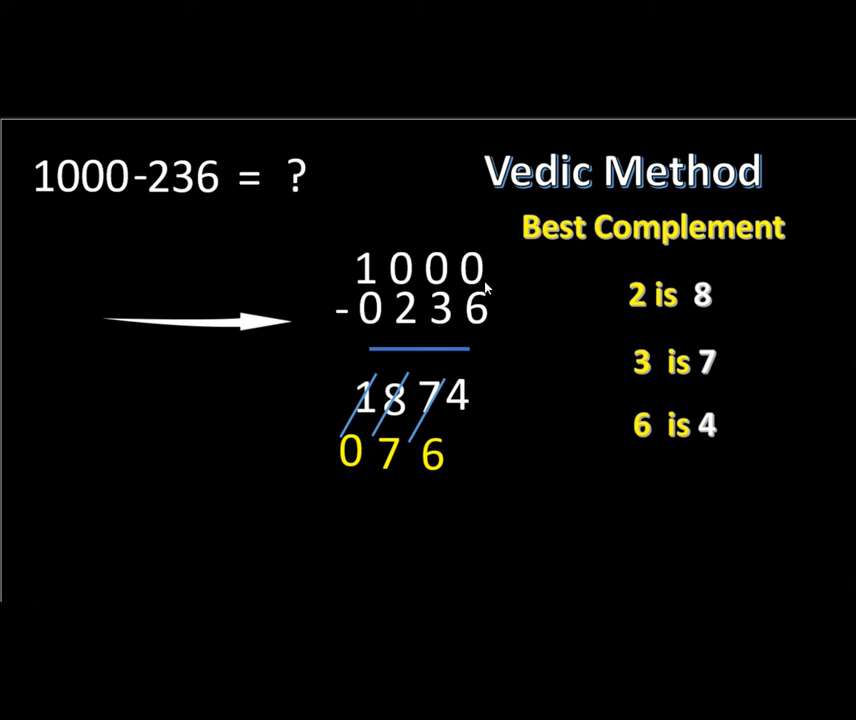 1000-236 = ?
Vedic Method
Best Complement
1 0 0 0
- 0 2 3 6
1 8 7 4
0 7 6
2 is 8
3 is 7
6 is 4